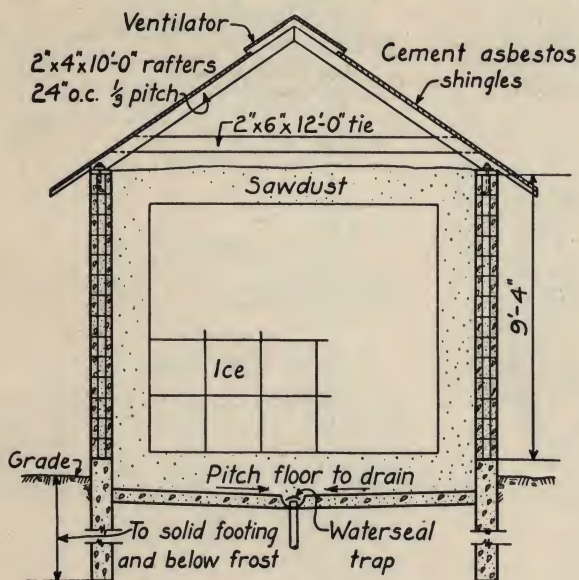 Ventilator
2"x4"x10'-0" rafters
24"o.c. ⅓ pitch
Cement asbestos
shingles
2"x6"x12'-0" tie
Sawdust
9'-4"
Ice
Grade
Pitch floor to drain
To solid footing
and below frost
Waterseal
trap